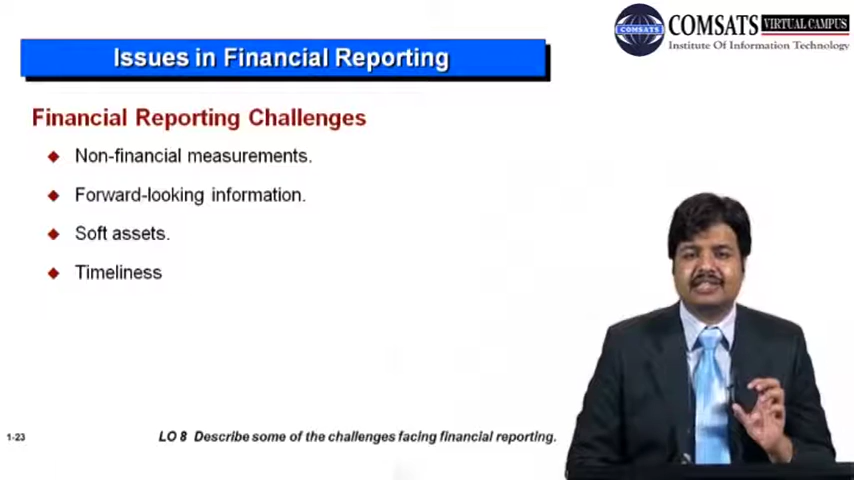 COMSATS VIRTUAL CAMPUS
Institute Of Information Technology
COMSATS
Issues in Financial Reporting
Financial Reporting Challenges
Non-financial measurements.
Forward-looking information.
Soft assets.
Timeliness
1-23
LO 8 Describe some of the challenges facing financial reporting.